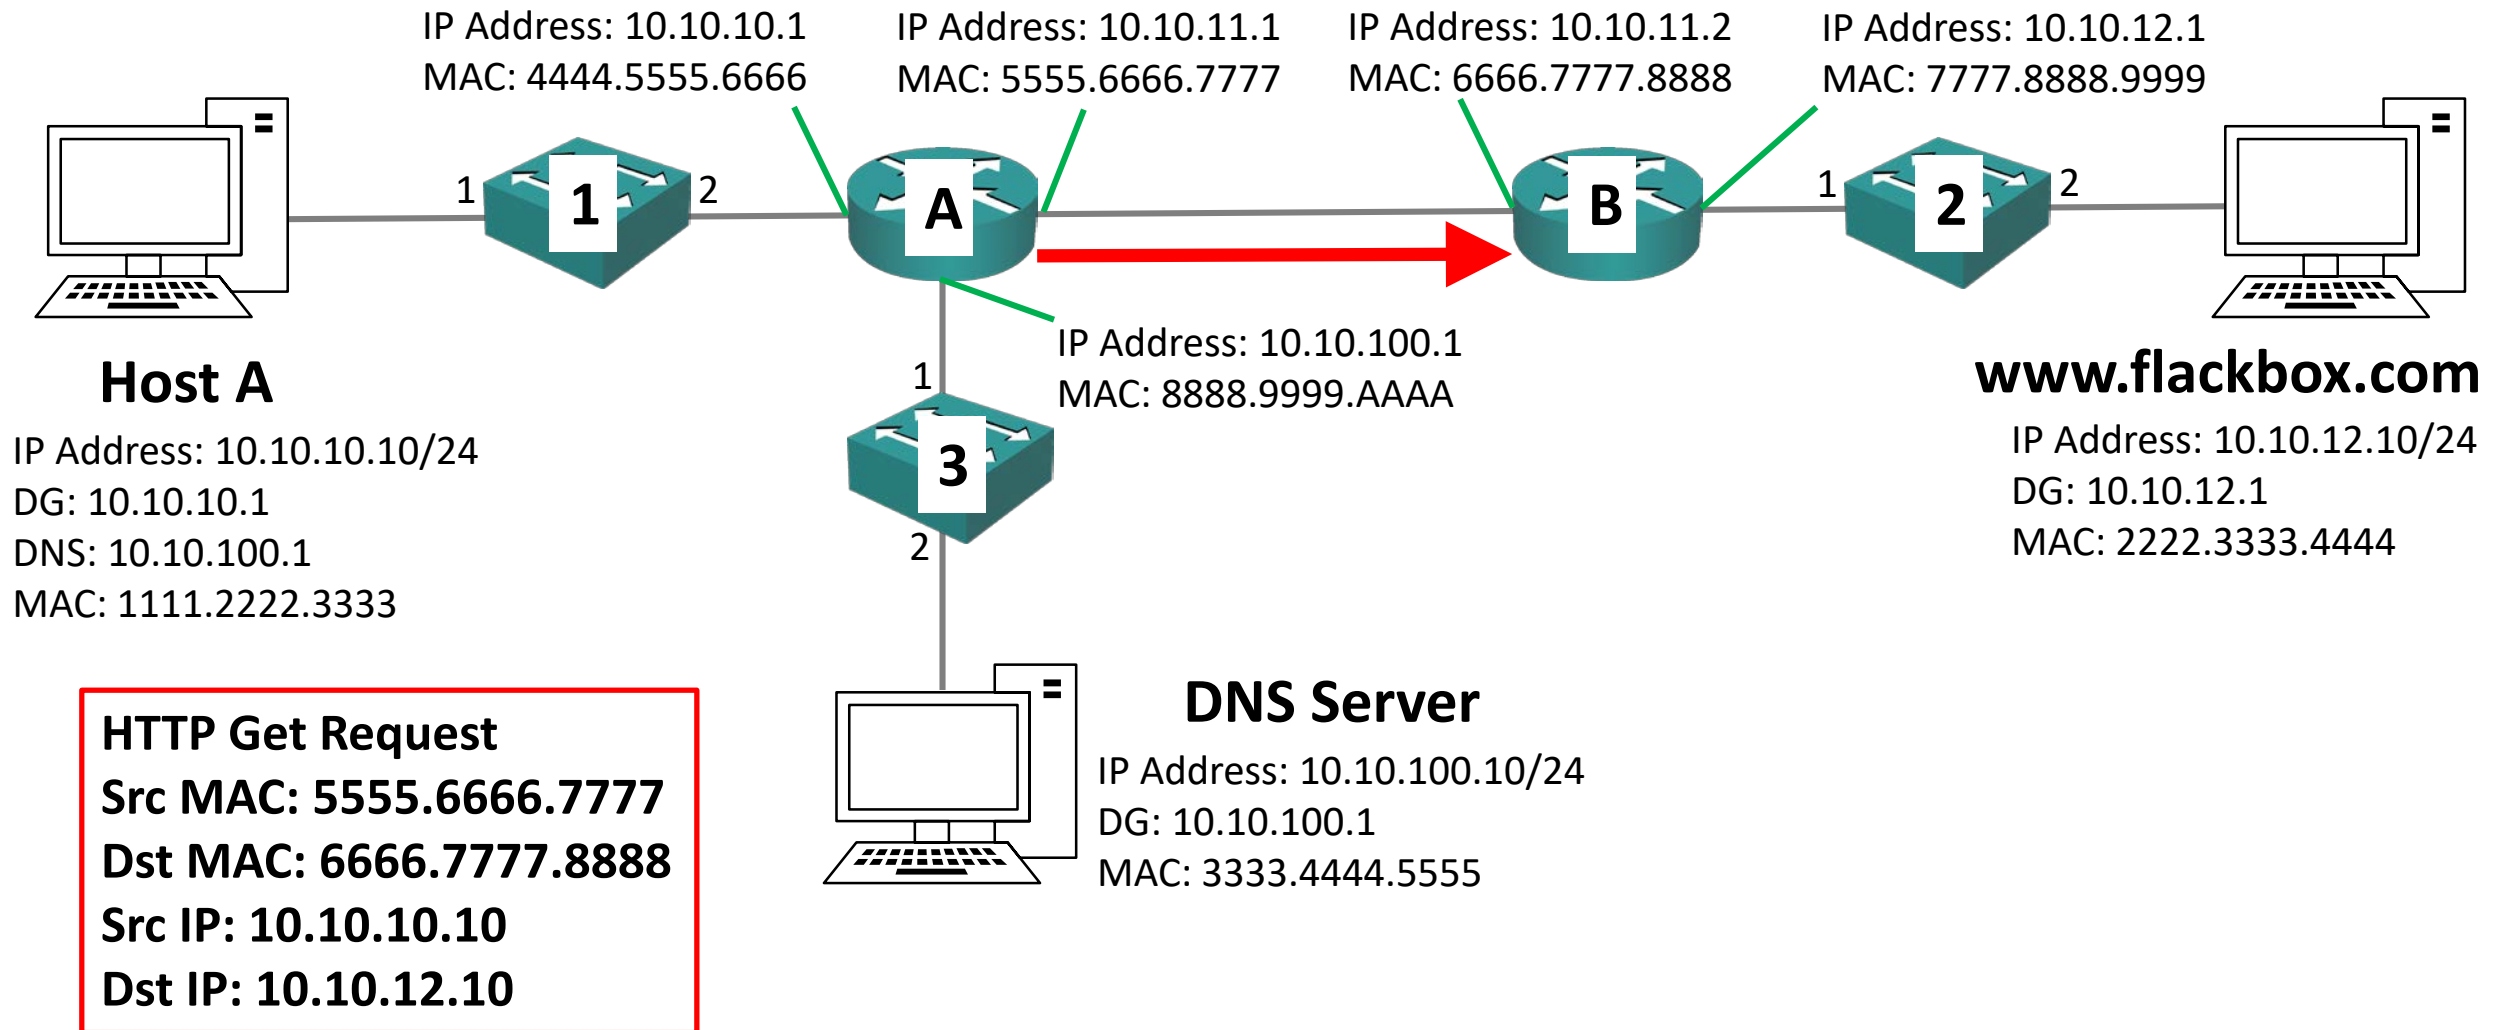 IP Address: 10.10.10.1
MAC: 4444.5555.6666
IP Address: 10.10.11.1
MAC: 5555.6666.7777
IP Address: 10.10.11.2
MAC: 6666.7777.8888
IP Address: 10.10.12.1
MAC: 7777.8888.9999
1
1
2
A
B
1
2
2
IP Address: 10.10.100.1
MAC: 8888.9999.AAAA
1
3
2
Host A
IP Address: 10.10.10.10/24
DG: 10.10.10.1
DNS: 10.10.100.1
MAC: 1111.2222.3333
www.flackbox.com
IP Address: 10.10.12.10/24
DG: 10.10.12.1
MAC: 2222.3333.4444
HTTP Get Request
Src MAC: 5555.6666.7777
Dst MAC: 6666.7777.8888
Src IP: 10.10.10.10
Dst IP: 10.10.12.10
DNS Server
IP Address: 10.10.100.10/24
DG: 10.10.100.1
MAC: 3333.4444.5555